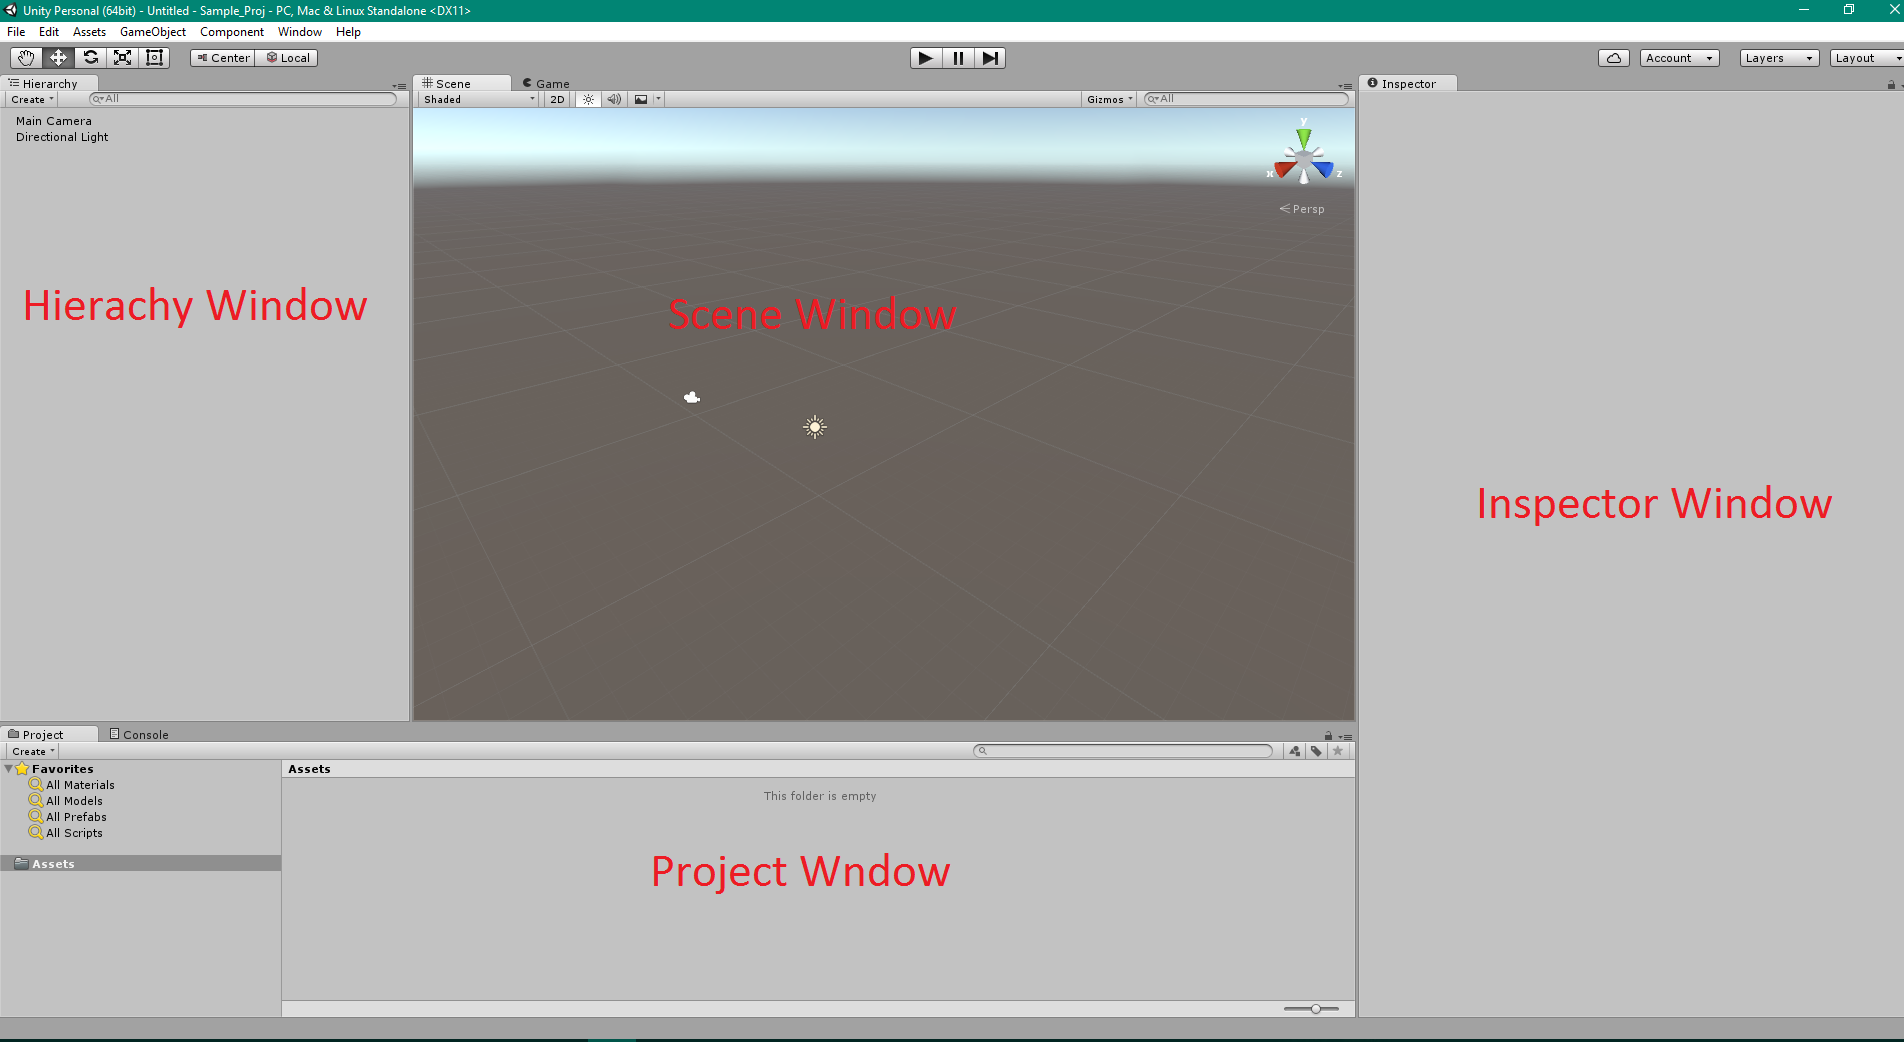 Unity Personal (64bit) - Untitled - Sample_Proj - PC, Mac & Linux Standalone <DX11>
File Edit Assets GameObject Component Window Help
Center Local Account Layers Layout
Hierarchy
Create All
Main Camera
Directional Light
Hierachy Window
Scene Game
Shaded 2D Gizmos All
y
x z
Persp
Scene Window
Inspector
Inspector Window
Project Console
Create
Favorites
All Materials
All Models
All Prefabs
All Scripts
Assets
Assets
This folder is empty
Project Wndow